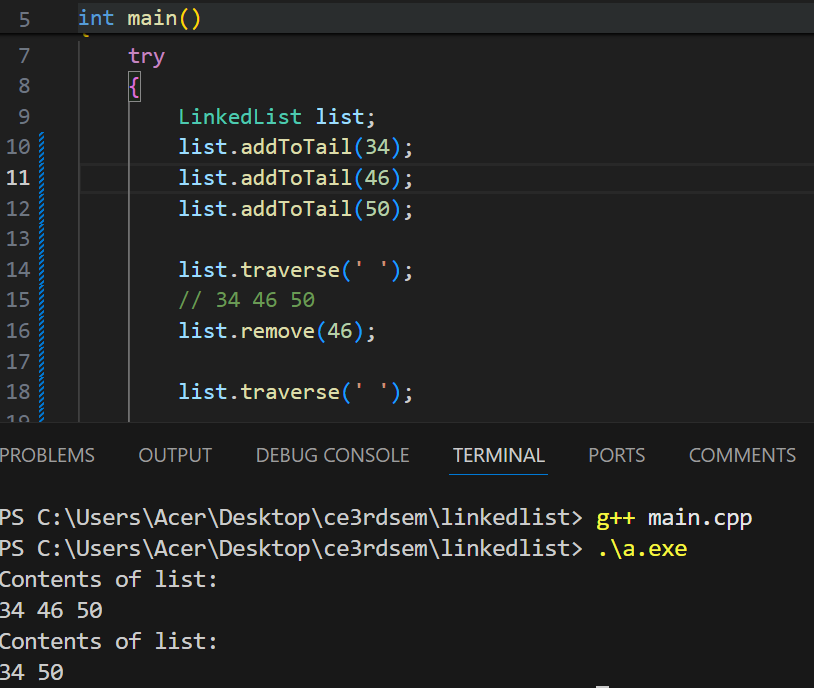 5 int main()
7 try
8 {
9 LinkedList list;
10 list.addToTail(34);
11 list.addToTail(46);
12 list.addToTail(50);
13
14 list.traverse(' ');
15 // 34 46 50
16 list.remove(46);
17
18 list.traverse(' ');
19
PROBLEMS OUTPUT DEBUG CONSOLE TERMINAL PORTS COMMENTS
PS C:\Users\Acer\Desktop\ce3rdsem\linkedlist> g++ main.cpp
PS C:\Users\Acer\Desktop\ce3rdsem\linkedlist> .\a.exe
Contents of list:
34 46 50
Contents of list:
34 50